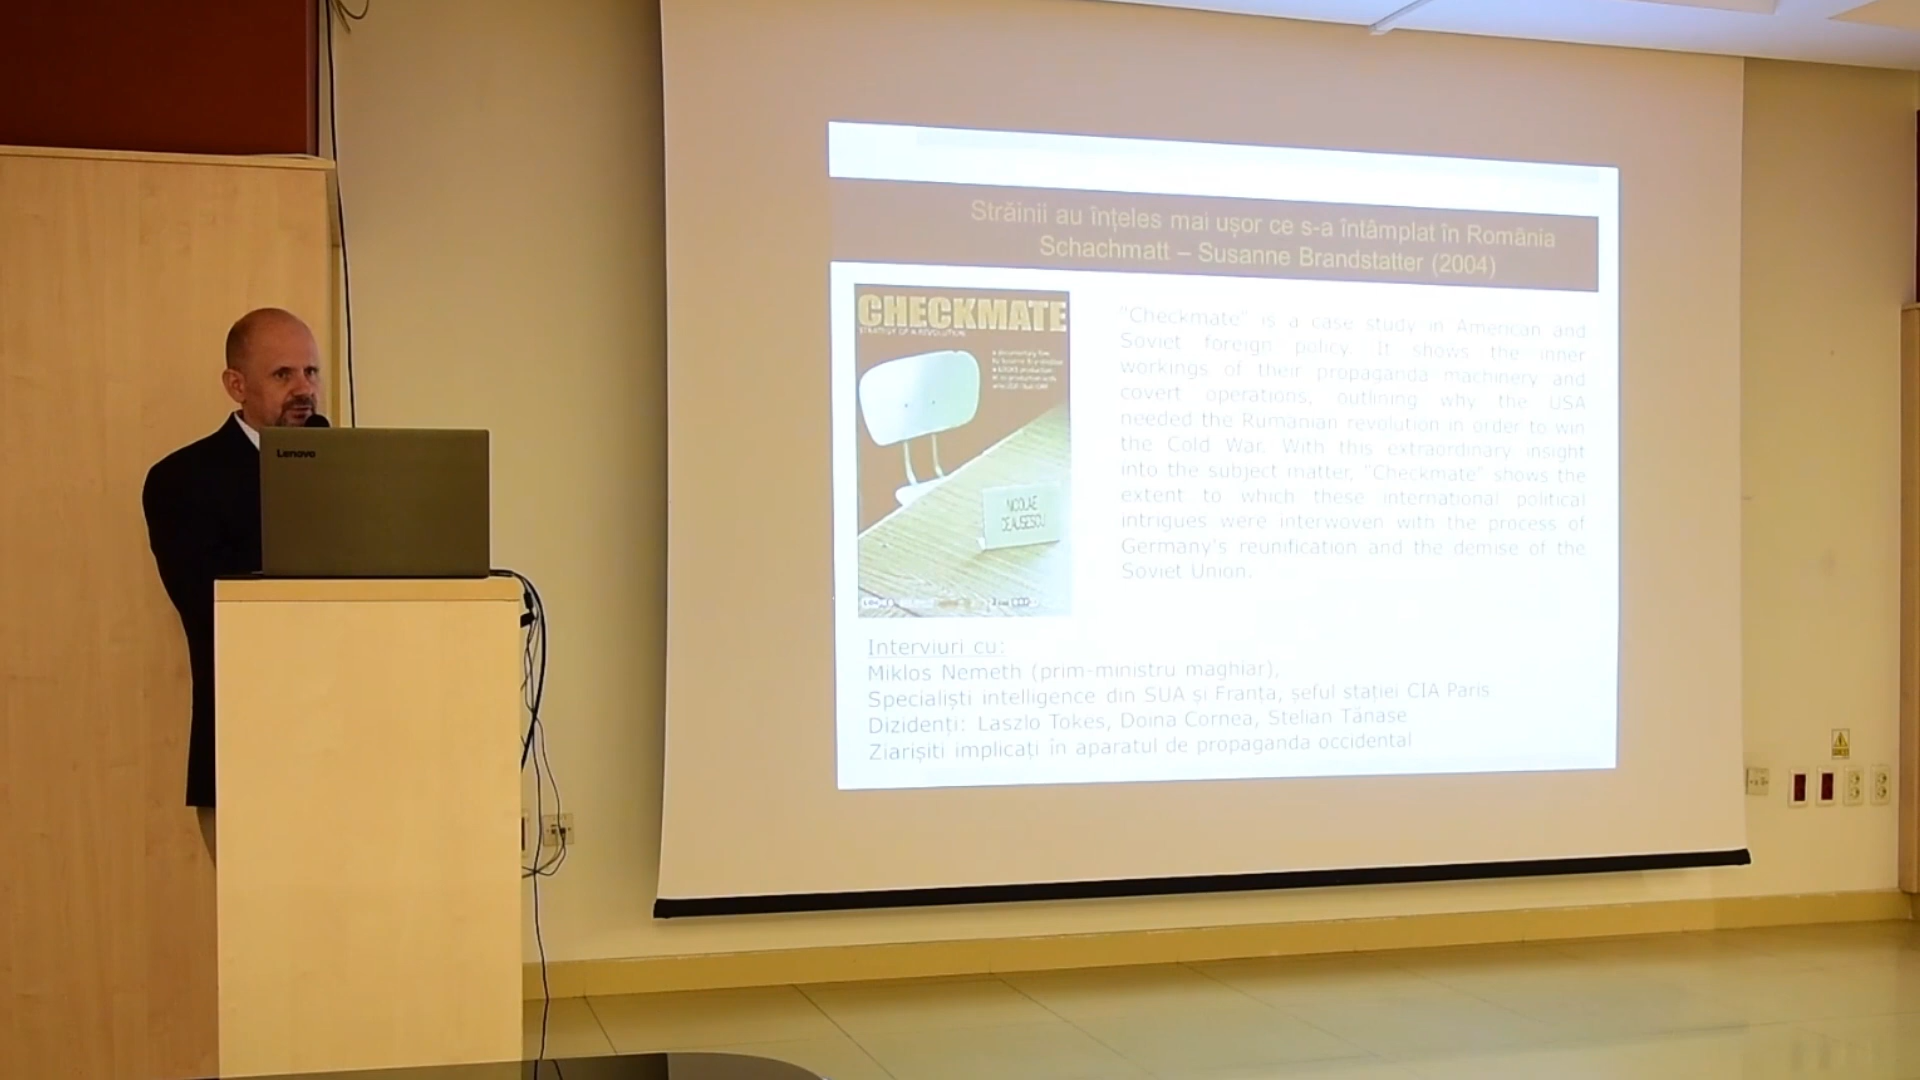 Străinii au înțeles mai ușor ce s-a întâmplat în România
Schachmatt – Susanne Brandstatter (2004)
CHECKMATE
STRATEGY OF A REVOLUTION
NICOLAE
CEAUSESCU
"Checkmate" is a case study in American and
Soviet foreign policy. It shows the inner
workings of their propaganda machinery and
covert operations, outlining why the USA
needed the Rumanian revolution in order to win
the Cold War. With this extraordinary insight
into the subject matter, "Checkmate" shows the
extent to which these international political
intrigues were interwoven with the process of
Germany's reunification and the demise of the
Soviet Union.
Interviuri cu:
Miklos Nemeth (prim-ministru maghiar),
Specialiști intelligence din SUA și Franța, șeful stației CIA Paris
Dizidenți: Laszlo Tokes, Doina Cornea, Stelian Tănase
Ziarișiti implicați în aparatul de propaganda occidental
Lenovo